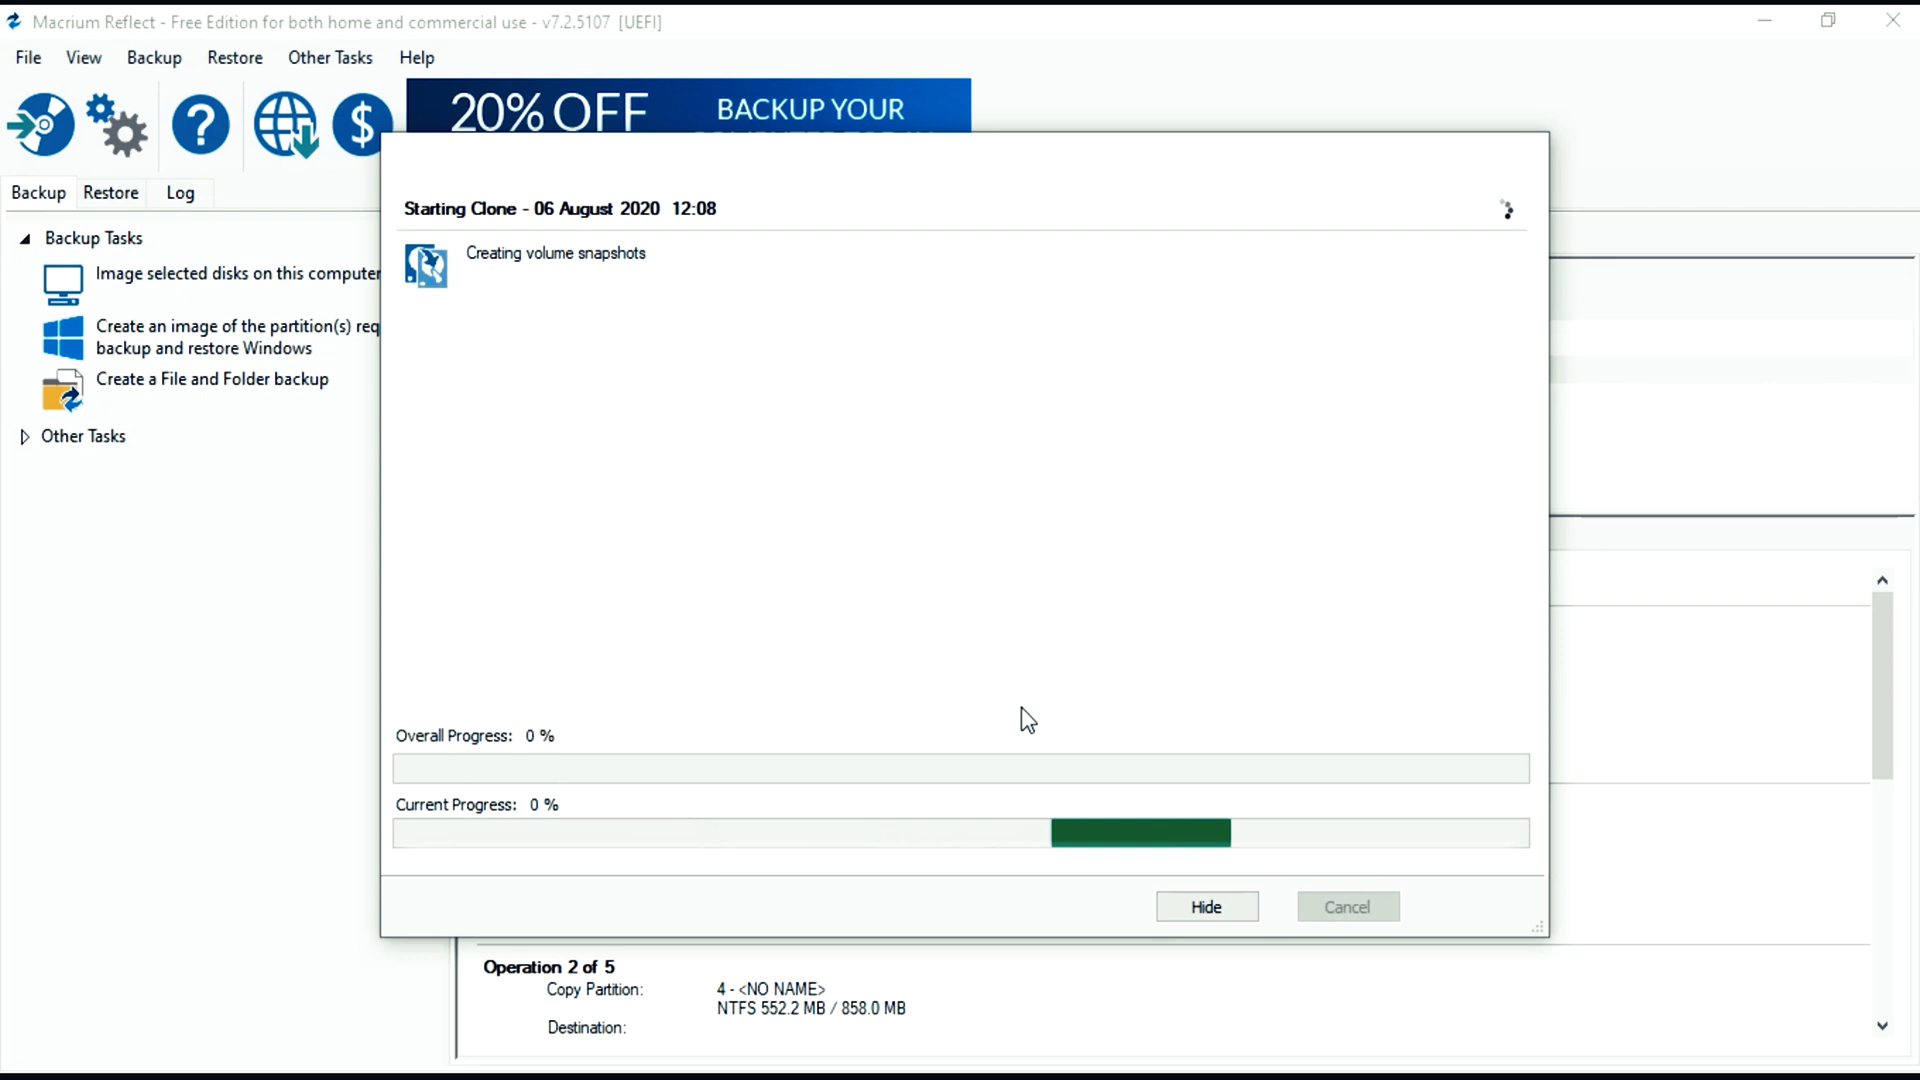 Macrium Reflect - Free Edition for both home and commercial use - v7.2.5107 [UEFI]
File View Backup Restore Other Tasks Help
20% OFF BACKUP YOUR
Backup Restore Log
Starting Clone - 06 August 2020 12:08
Creating volume snapshots
Backup Tasks
Image selected disks on this computer
Create an image of the partition(s) req
backup and restore Windows
Create a File and Folder backup
Other Tasks
Overall Progress: 0 %
Current Progress: 0 %
Hide Cancel
Operation 2 of 5
Copy Partition: 4 - <NO NAME>
NTFS 552.2 MB / 858.0 MB
Destination: